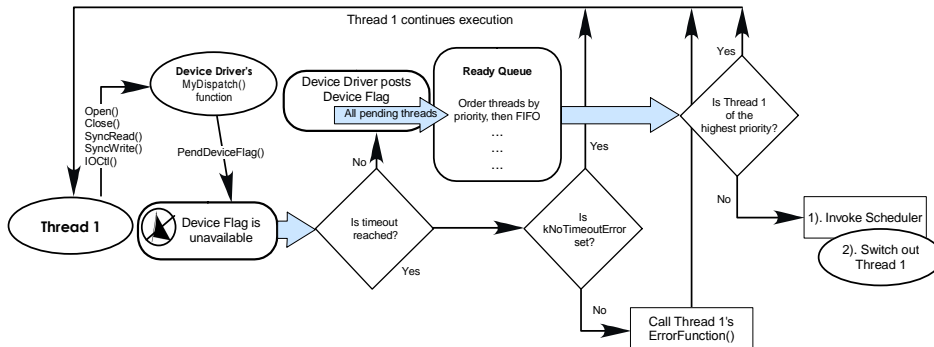 Thread 1 continues execution
Device Driver's
MyDispatch()
function
Open()
Close()
SyncRead()
SyncWrite()
IOCtl()
PendDeviceFlag()
Thread 1
Device Flag is
unavailable
Device Driver posts
Device Flag
All pending threads
Ready Queue
Order threads by
priority, then FIFO
...
...
...
No
Is timeout
reached?
Yes
Yes
Is
kNoTimeoutError
set?
No
Call Thread 1's
ErrorFunction()
Yes
Is Thread 1
of the
highest priority?
No
1). Invoke Scheduler
2). Switch out
Thread 1